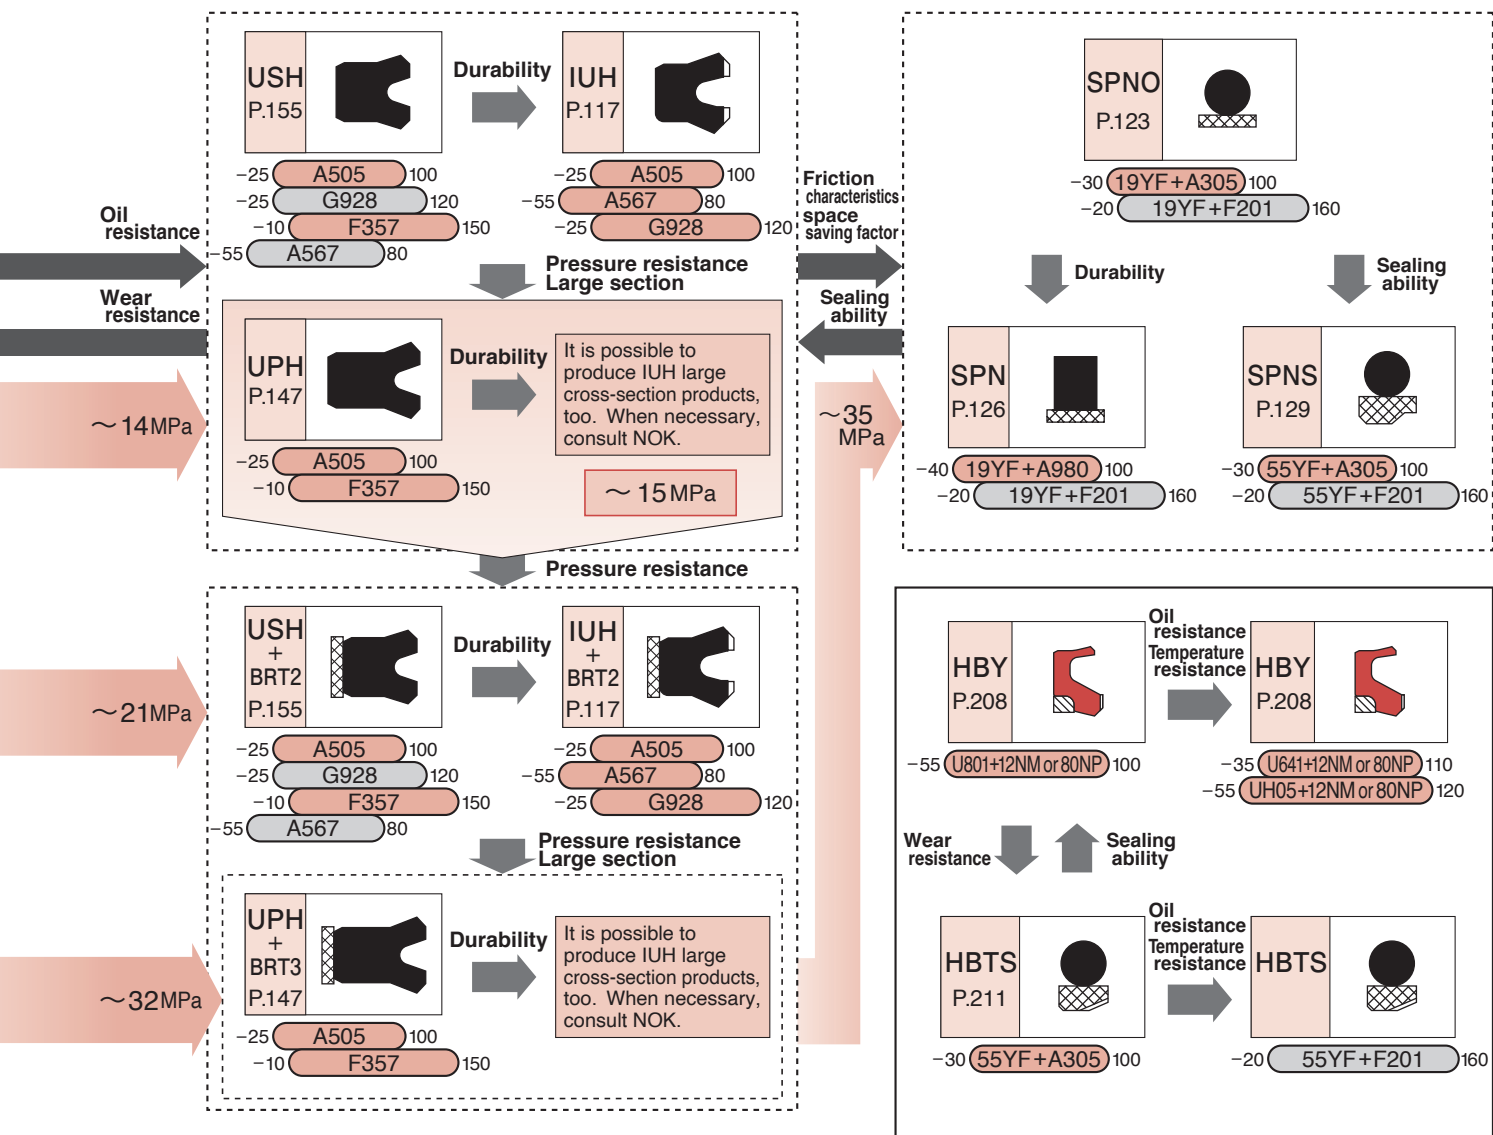 Oil
resistance
Wear
resistance
~14MPa
~21MPa
~32MPa
USH
P.155
Durability
IUH
P.117
-25 A505 100
-25 G928 120
-10 F357 150
-55 A567 80
-25 A505 100
-55 A567 80
-25 G928 120
Pressure resistance
Large section
UPH
P.147
Durability
It is possible to
produce IUH large
cross-section products,
too. When necessary,
consult NOK.
-25 A505 100
-10 F357 150
~ 15MPa
Pressure resistance
USH
+
BRT2
P.155
Durability
IUH
+
BRT2
P.117
-25 A505 100
-25 G928 120
-10 F357 150
-55 A567 80
-25 A505 100
-55 A567 80
-25 G928 120
Pressure resistance
Large section
UPH
+
BRT3
P.147
Durability
It is possible to
produce IUH large
cross-section products,
too. When necessary,
consult NOK.
-25 A505 100
-10 F357 150
Friction
characteristics
space
saving factor
Sealing
ability
~35
MPa
SPNO
P.123
-30 19YF+A305 100
-20 19YF+F201 160
Durability
Sealing
ability
SPN
P.126
-40 19YF+A980 100
-20 19YF+F201 160
SPNS
P.129
-30 55YF+A305 100
-20 55YF+F201 160
HBY
P.208
Oil
resistance
Temperature
resistance
HBY
P.208
-55 U801+12NM or 80NP 100
-35 U641+12NM or 80NP 110
-55 UH05+12NM or 80NP 120
Wear
resistance
Sealing
ability
HBTS
P.211
Oil
resistance
Temperature
resistance
HBTS
-30 55YF+A305 100
-20 55YF+F201 160